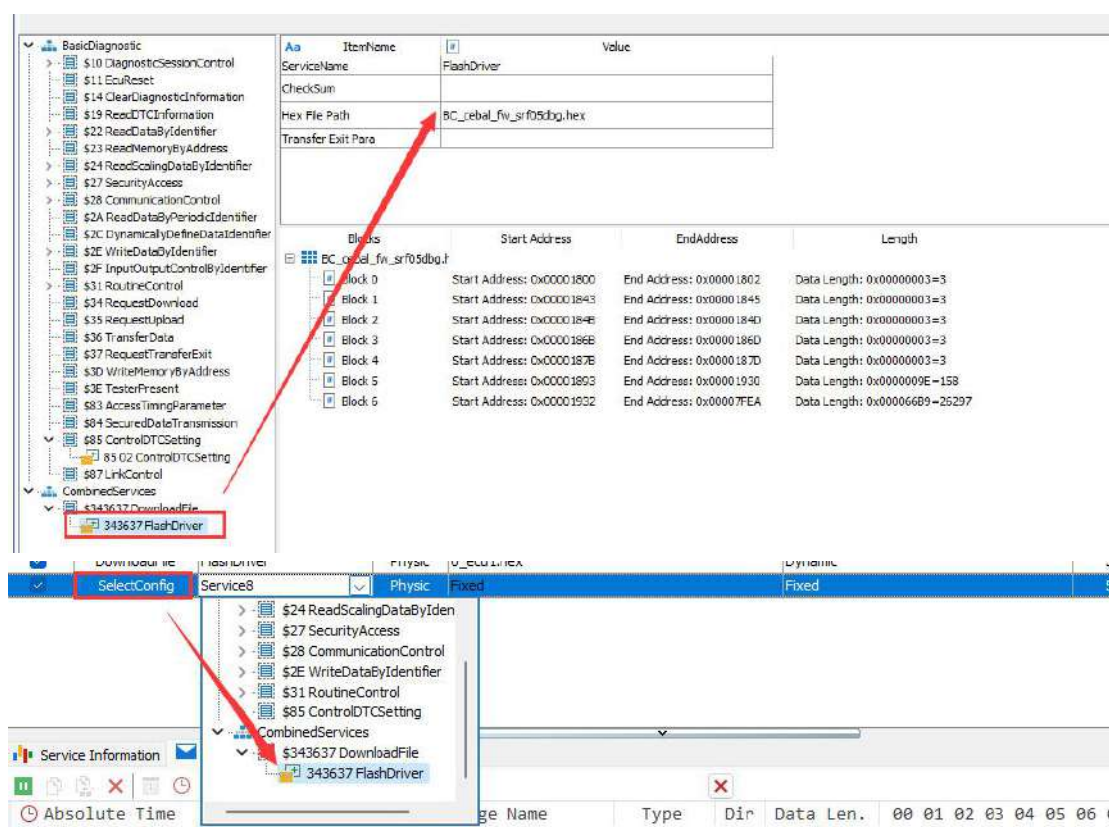 BasicDiagnostic
$10 DiagnosticSessionControl
$11 EcuReset
$14 ClearDiagnosticInformation
$19 ReadDTCInformation
$22 ReadDataByIdentifier
$23 ReadMemoryByAddress
$24 ReadScalingDataByIdentifier
$27 SecurityAccess
$28 CommunicationControl
$2A ReadDataByPeriodicIdentifier
$2C DynamicallyDefineDataIdentifier
$2E WriteDataByIdentifier
$2F InputOutputControlByIdentifier
$31 RoutineControl
$34 RequestDownload
$35 RequestUpload
$36 TransferData
$37 RequestTransferExit
$3D WriteMemoryByAddress
$3E TesterPresent
$83 AccessTimingParameter
$84 SecuredDataTransmission
$85 ControlDTCSetting
85 02 ControlDTCSetting
$87 LinkControl
CombinedServices
$343637 DownloadFile
343637 FlashDriver
Aa ItemName # Value
ServiceName FlashDriver
CheckSum
Hex File Path BC_cebal_fw_srf05dbg.hex
Transfer Exit Para
Blocks Start Address EndAddress Length
BC_cebal_fw_srf05dbg.h
Block 0 Start Address: 0x00001800 End Address: 0x00001802 Data Length: 0x00000003=3
Block 1 Start Address: 0x00001843 End Address: 0x00001845 Data Length: 0x00000003=3
Block 2 Start Address: 0x0000184B End Address: 0x0000184D Data Length: 0x00000003=3
Block 3 Start Address: 0x0000186B End Address: 0x0000186D Data Length: 0x00000003=3
Block 4 Start Address: 0x0000187B End Address: 0x0000187D Data Length: 0x00000003=3
Block 5 Start Address: 0x00001893 End Address: 0x00001930 Data Length: 0x0000009E=158
Block 6 Start Address: 0x00001932 End Address: 0x00007FEA Data Length: 0x000066B9=26297
DownloadFile FlashDriver Physic 0_ecu1.hex Dynamic
SelectConfig Service8 Physic Fixed Fixed 5
$24 ReadScalingDataByIden
$27 SecurityAccess
$28 CommunicationControl
$2E WriteDataByIdentifier
$31 RoutineControl
$85 ControlDTCSetting
CombinedServices
$343637 DownloadFile
343637 FlashDriver
Service Information
Absolute Time ge Name Type Dir Data Len. 00 01 02 03 04 05 06